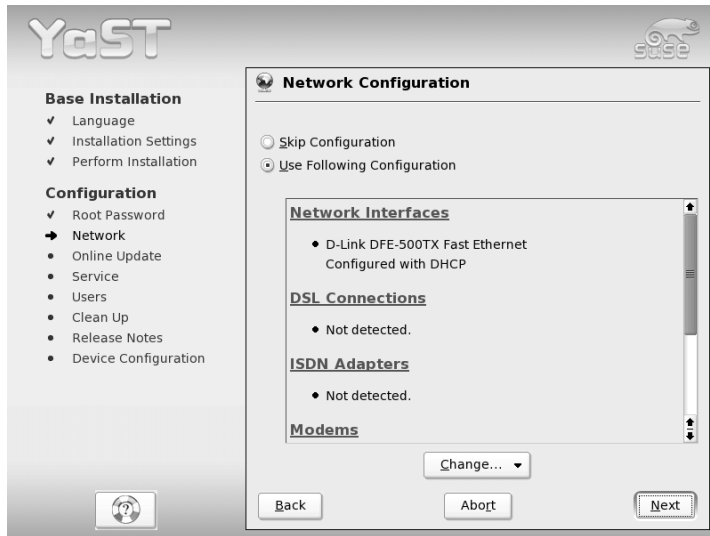 YaST
SUSE
Base Installation
Language
Installation Settings
Perform Installation
Configuration
Root Password
Network
Online Update
Service
Users
Clean Up
Release Notes
Device Configuration
Network Configuration
Skip Configuration
Use Following Configuration
Network Interfaces
D-Link DFE-500TX Fast Ethernet
Configured with DHCP
DSL Connections
Not detected.
ISDN Adapters
Not detected.
Modems
Change...
Back
Abort
Next